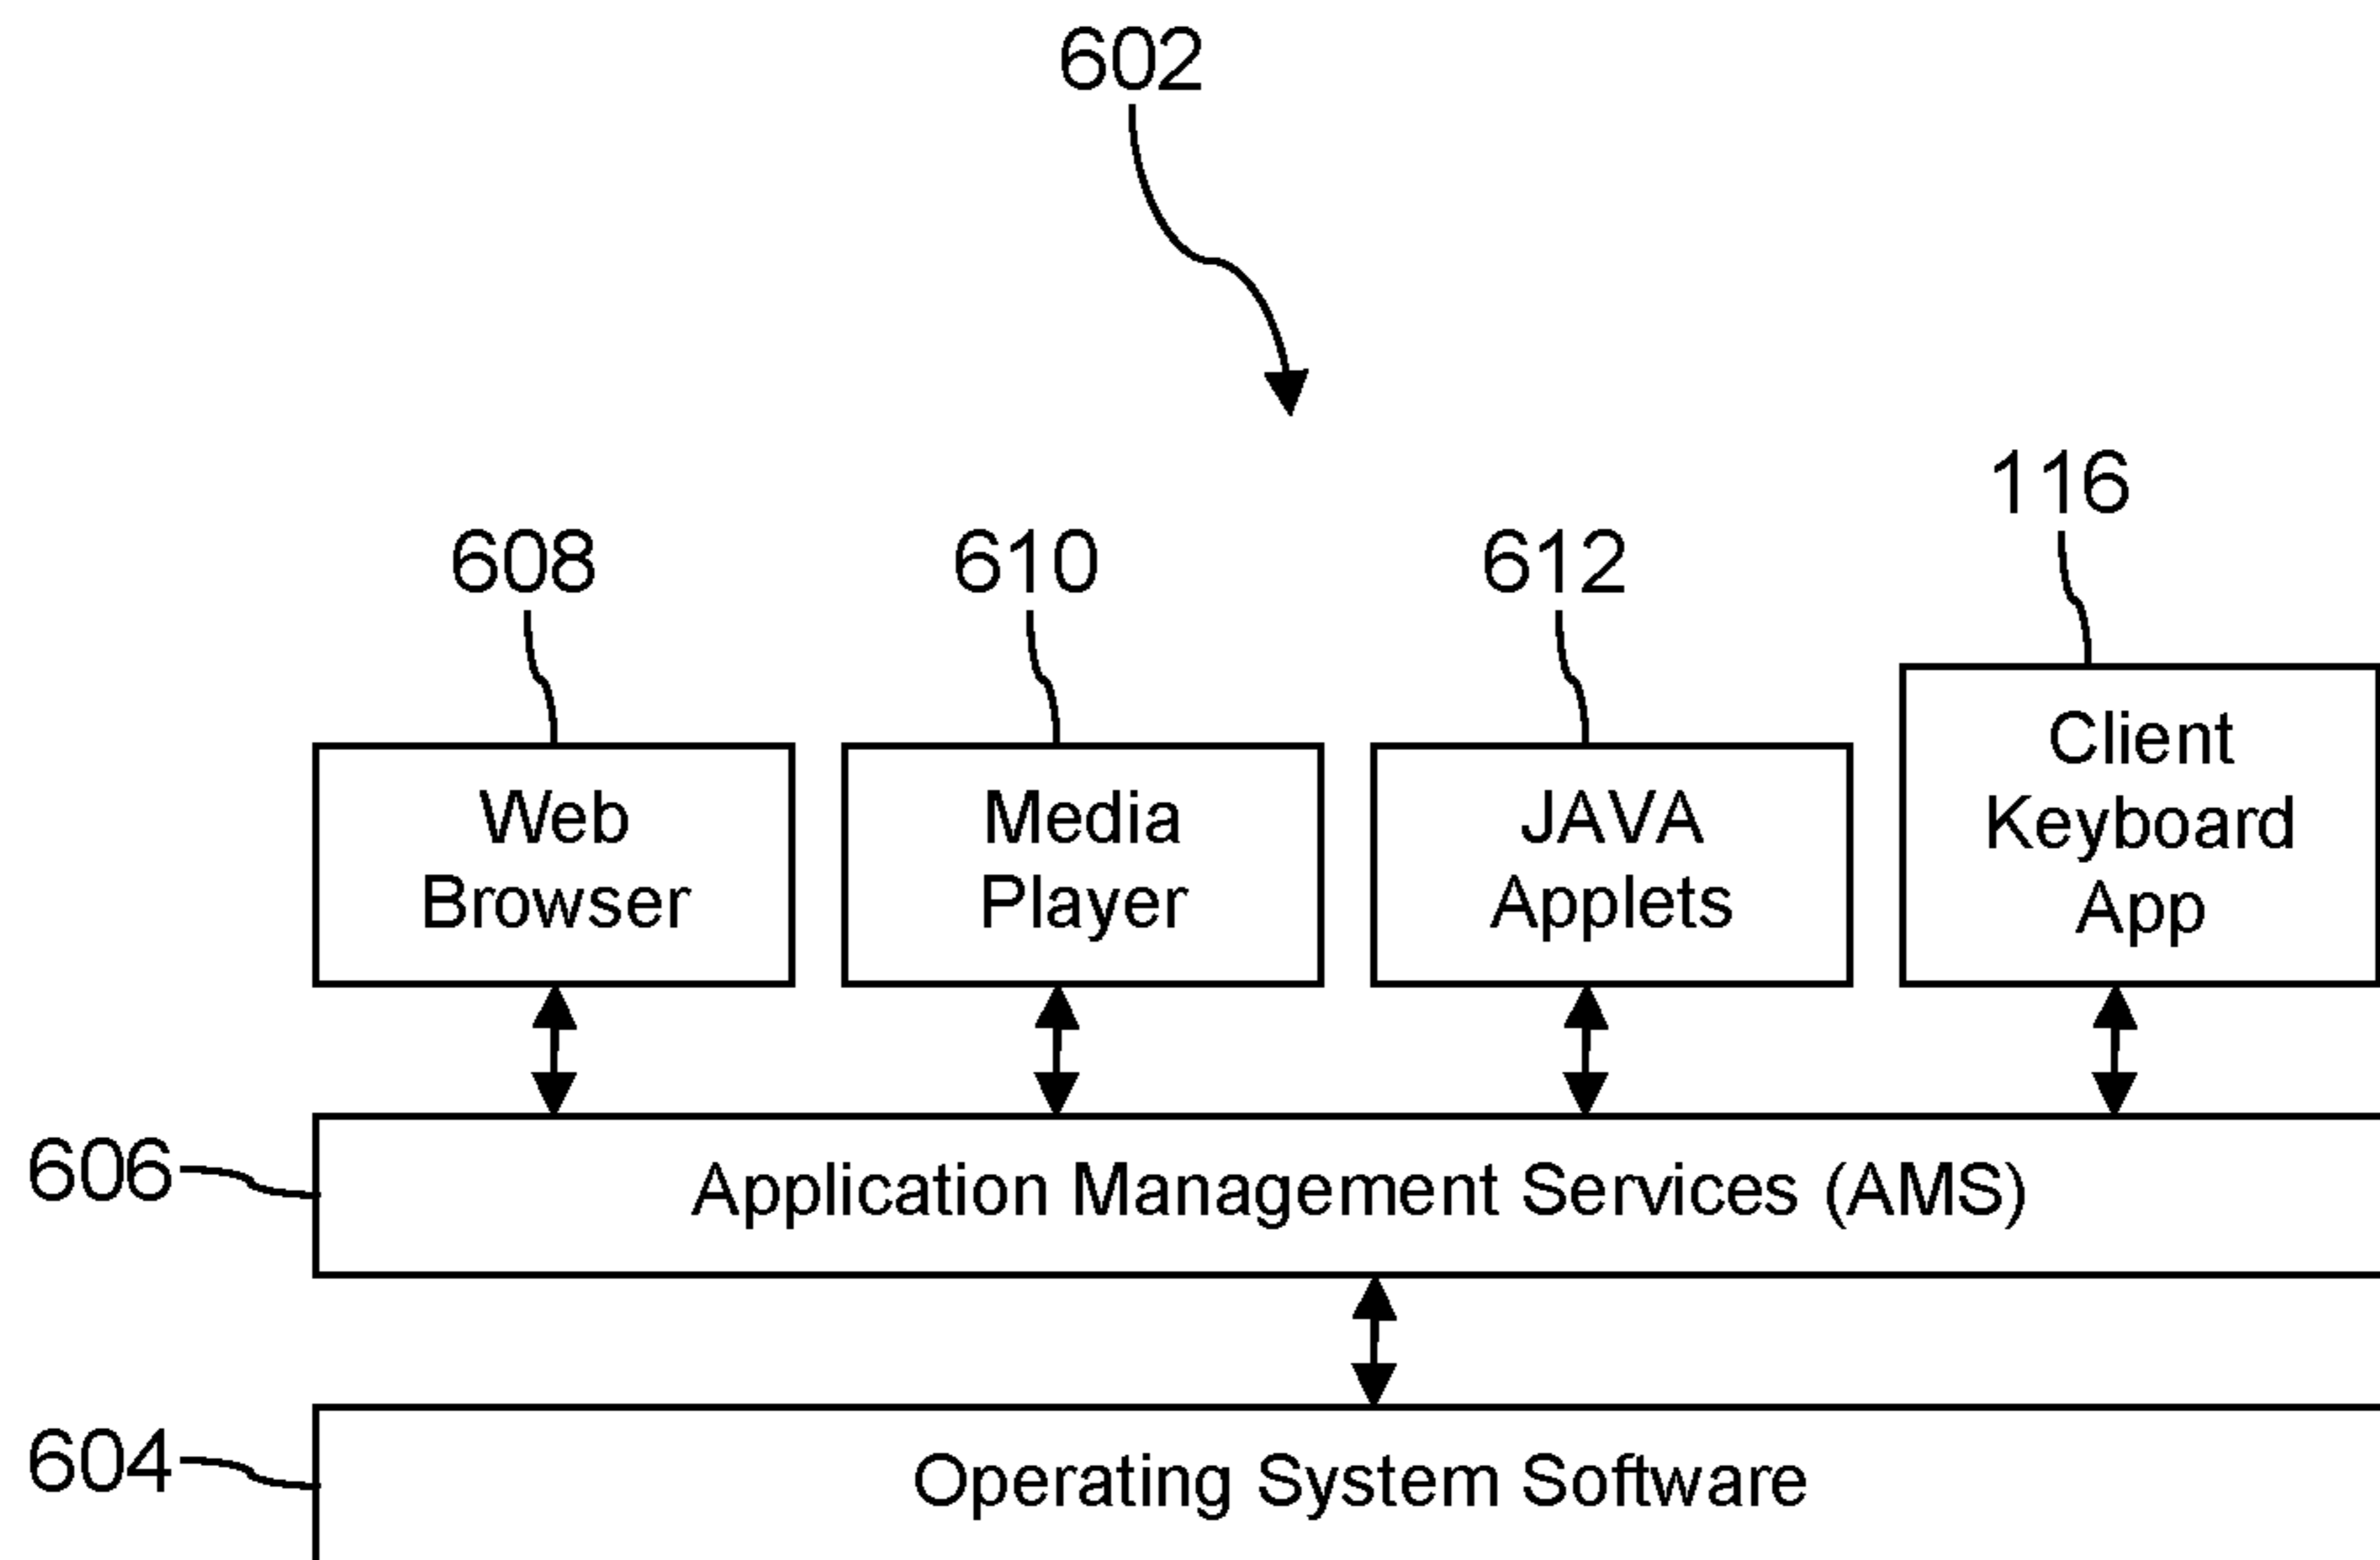 602
116
608
610
612
Web
Browser
Media
Player
JAVA
Applets
Client
Keyboard
App
606
Application Management Services (AMS)
604
Operating System Software